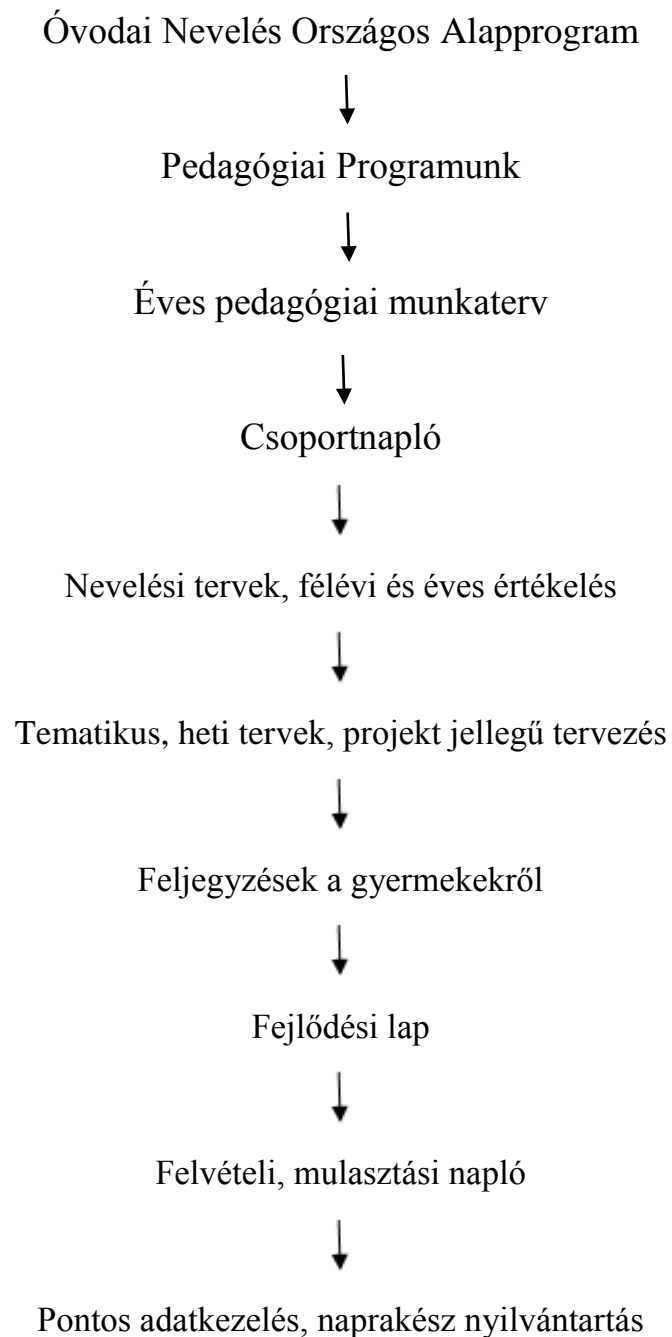 Óvodai Nevelés Országos Alapprogram
Pedagógiai Programunk
Éves pedagógiai munkaterv
Csoportnapló
Nevelési tervek, félévi és éves értékelés
Tematikus, heti tervek, projekt jellegű tervezés
Feljegyzések a gyermekekről
Fejlődési lap
Felvételi, mulasztási napló
Pontos adatkezelés, naprakész nyilvántartás